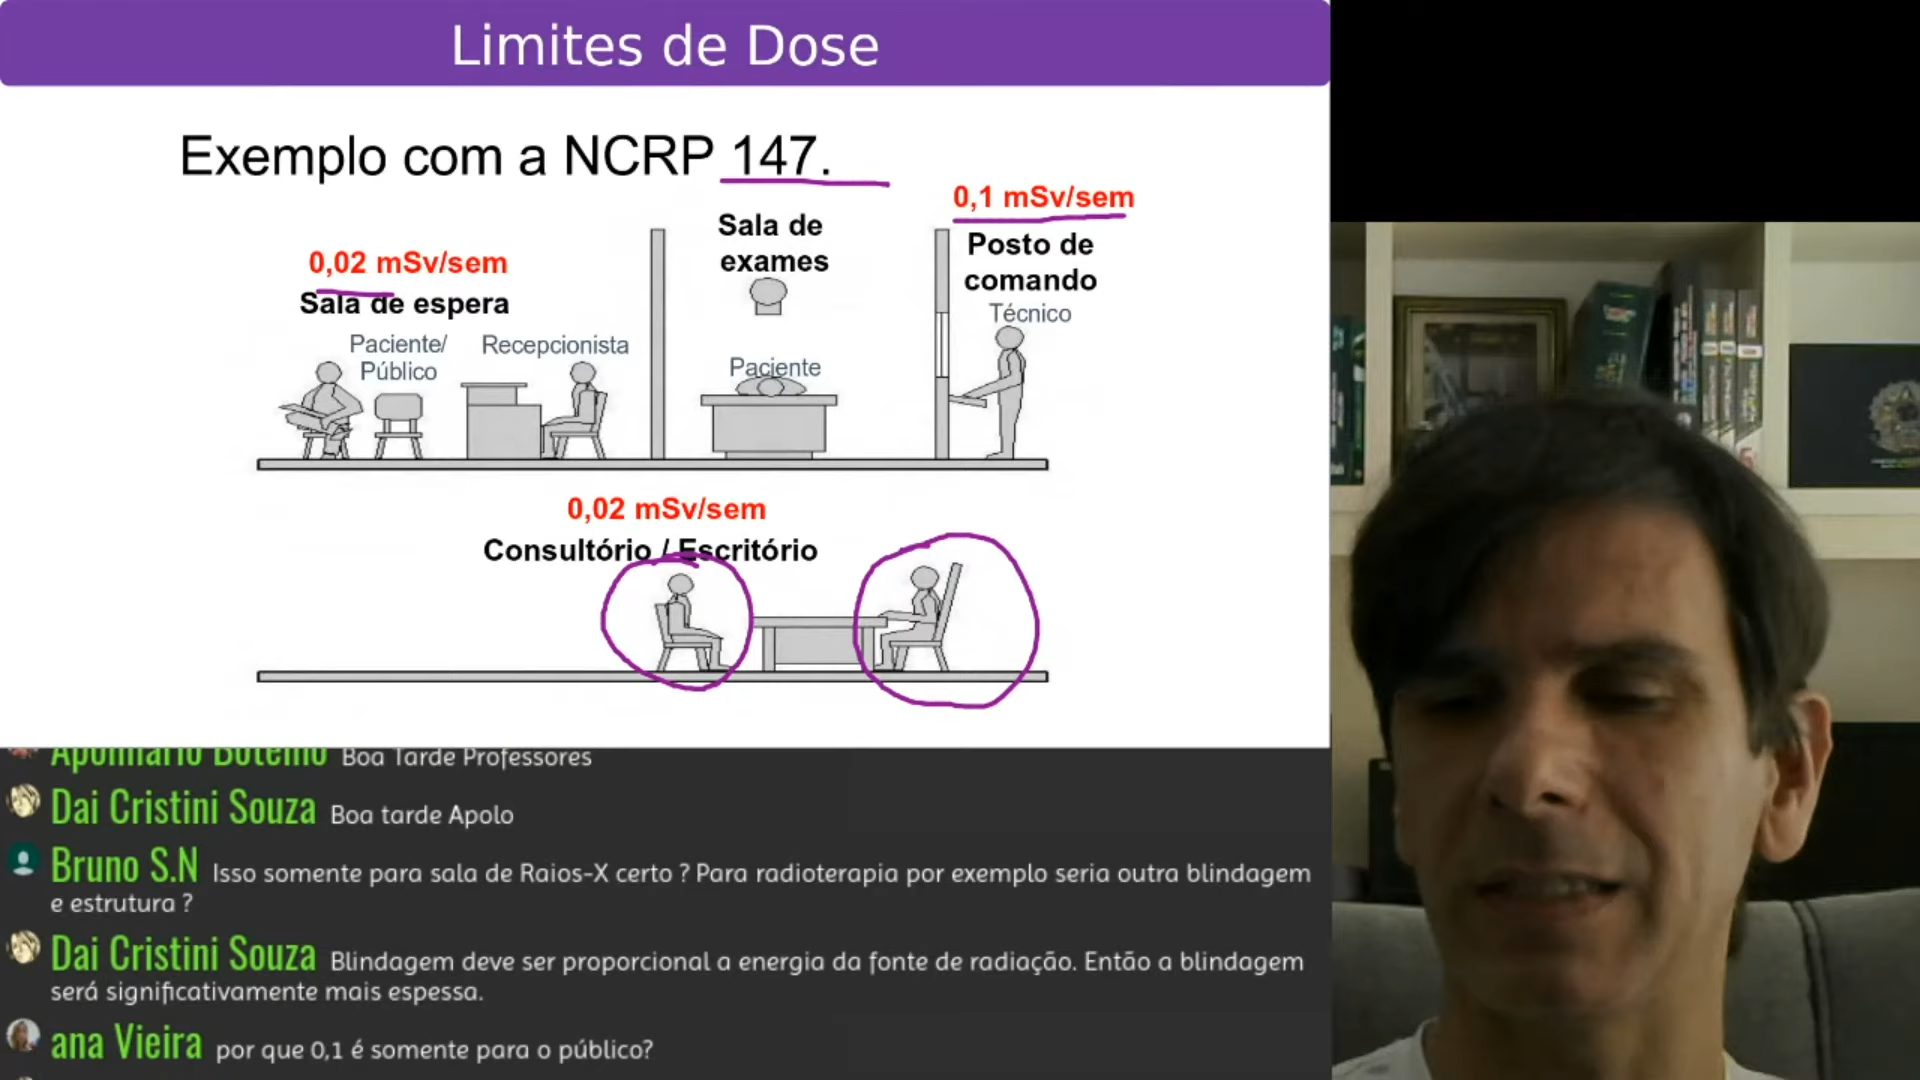 Limites de Dose
Exemplo com a NCRP 147.
0,1 mSv/sem
Sala de
exames
Posto de
comando
Técnico
0,02 mSv/sem
Sala de espera
Paciente/
Público
Recepcionista
Paciente
0,02 mSv/sem
Consultório / Escritório
Apolinário Botelho Boa Tarde Professores
Dai Cristini Souza Boa tarde Apolo
Bruno S.N Isso somente para sala de Raios-X certo ? Para radioterapia por exemplo seria outra blindagem
e estrutura ?
Dai Cristini Souza Blindagem deve ser proporcional a energia da fonte de radiação. Então a blindagem
será significativamente mais espessa.
ana Vieira por que 0,1 é somente para o público?